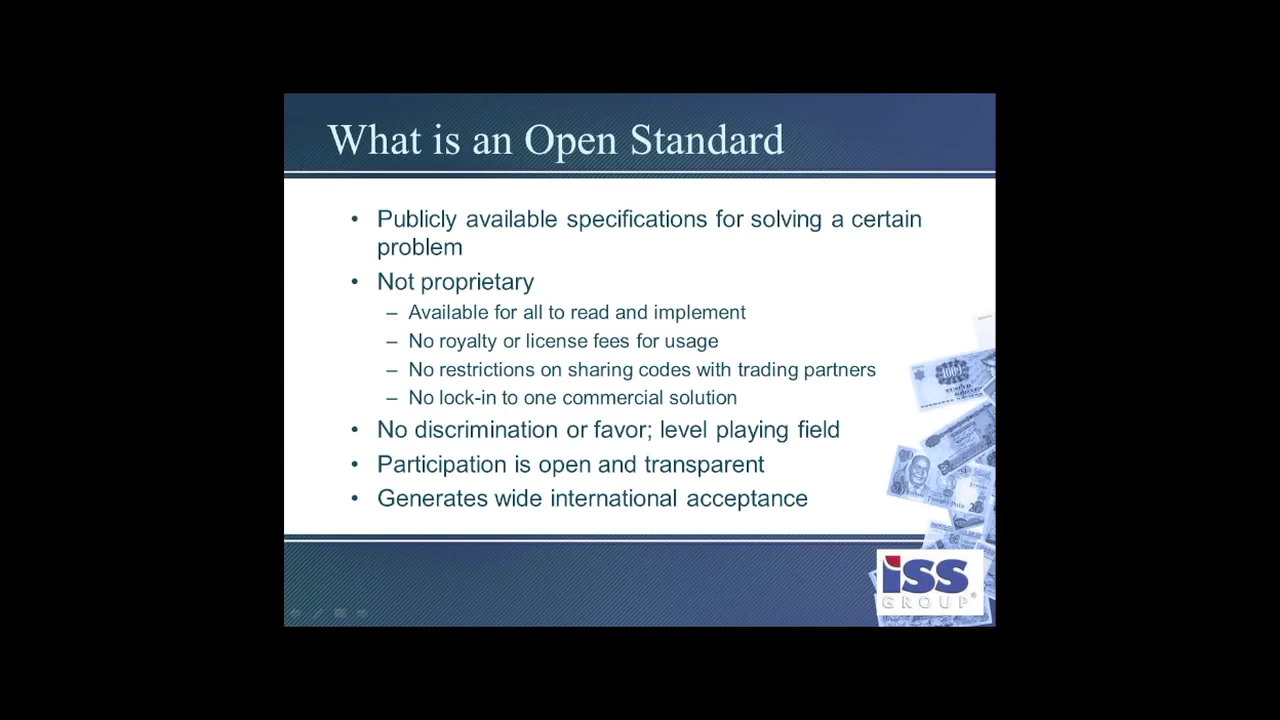 What is an Open Standard
• Publicly available specifications for solving a certain
problem
• Not proprietary
– Available for all to read and implement
– No royalty or license fees for usage
– No restrictions on sharing codes with trading partners
– No lock-in to one commercial solution
• No discrimination or favor; level playing field
• Participation is open and transparent
• Generates wide international acceptance
iSS
GROUP®